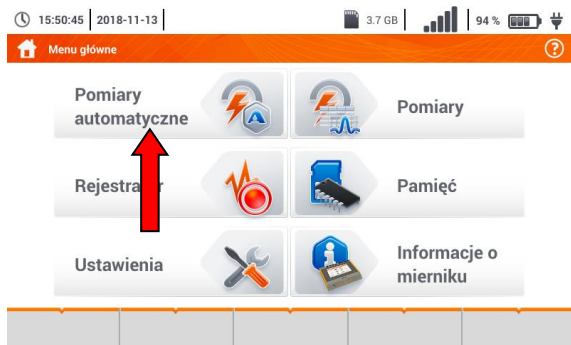 15:50:45 2018-11-13 3.7 GB 94 %
Menu główne ?
Pomiary
automatyczne
Pomiary
Pamięć
Ustawienia
Informacje o
mierniku